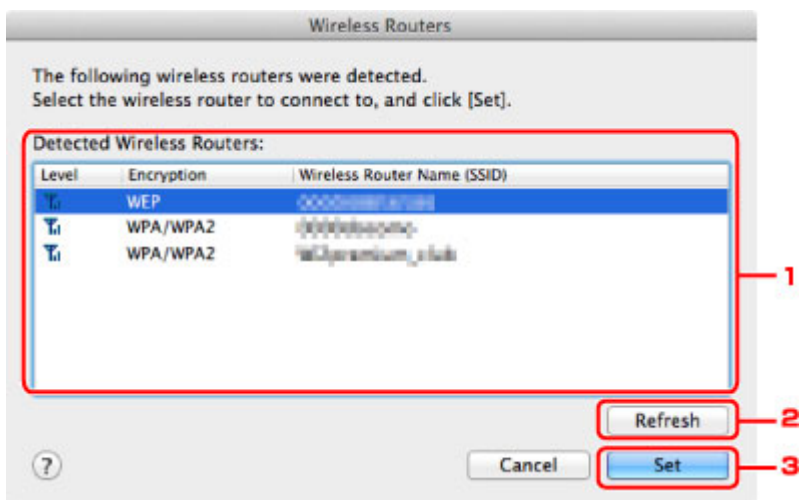 Wireless Routers
The following wireless routers were detected.
Select the wireless router to connect to, and click [Set].
Detected Wireless Routers:
Level Encryption Wireless Router Name (SSID)
WEP
WPA/WPA2
WPA/WPA2
1
Refresh 2
? Cancel Set 3